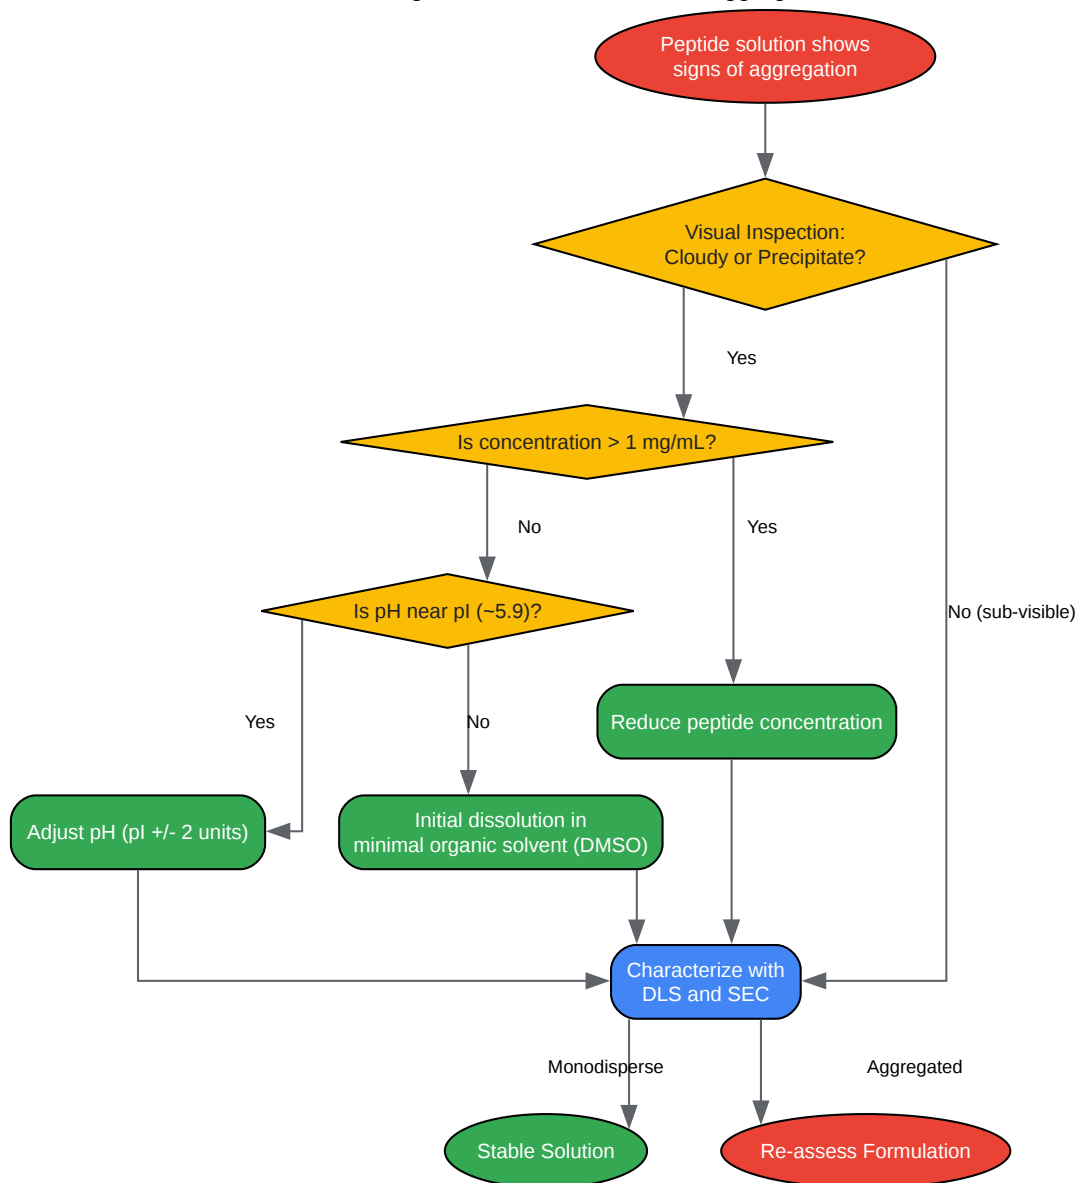 Peptide solution shows
signs of aggregation
Visual Inspection:
Cloudy or Precipitate?
Yes
Is concentration > 1 mg/mL?
No
Yes
Is pH near pI (~5.9)?
No (sub-visible)
Yes
No
Reduce peptide concentration
Adjust pH (pI +/- 2 units)
Initial dissolution in
minimal organic solvent (DMSO)
Characterize with
DLS and SEC
Monodisperse
Aggregated
Stable Solution
Re-assess Formulation